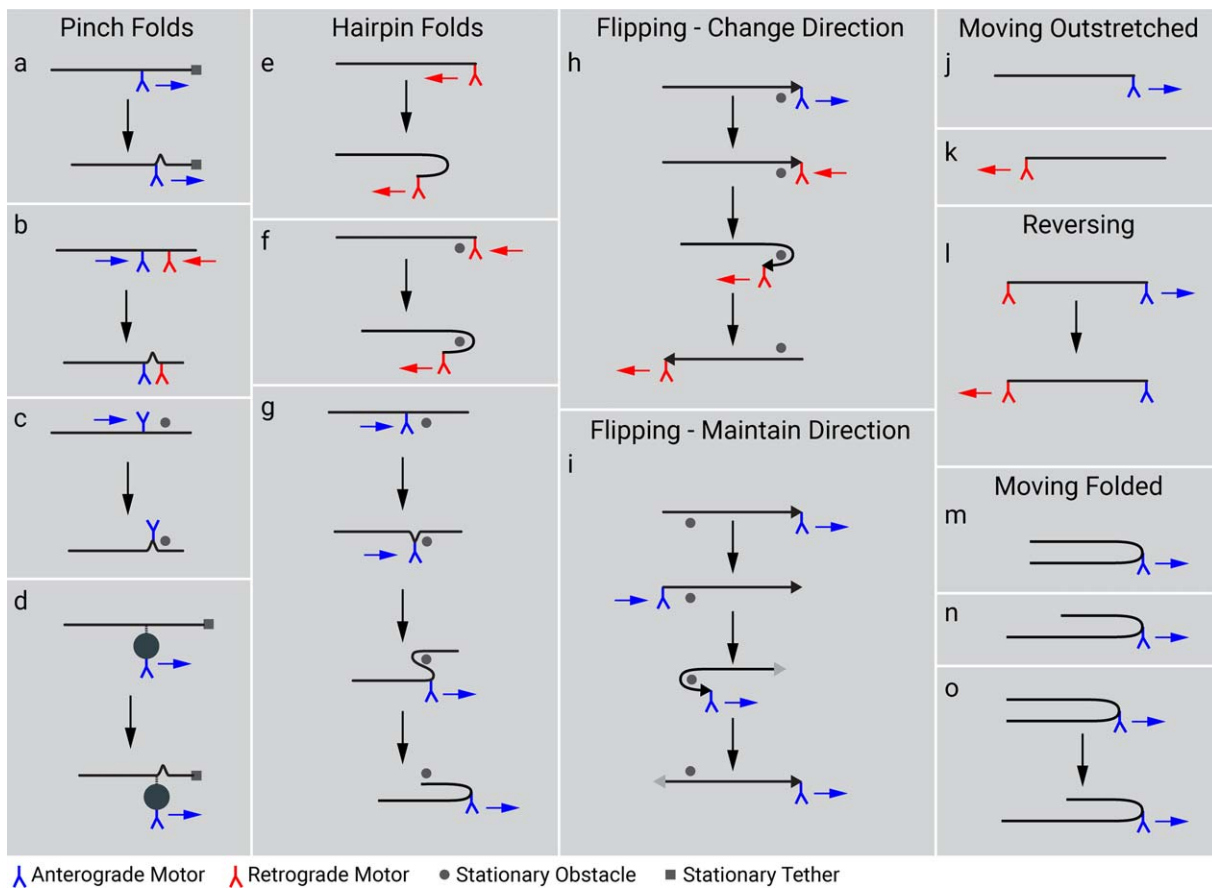 Pinch Folds
a
b
c
d
Hairpin Folds
e
f
g
Flipping - Change Direction
h
Flipping - Maintain Direction
i
Moving Outstretched
j
k
Reversing
l
Moving Folded
m
n
o
Anterograde Motor Retrograde Motor Stationary Obstacle Stationary Tether